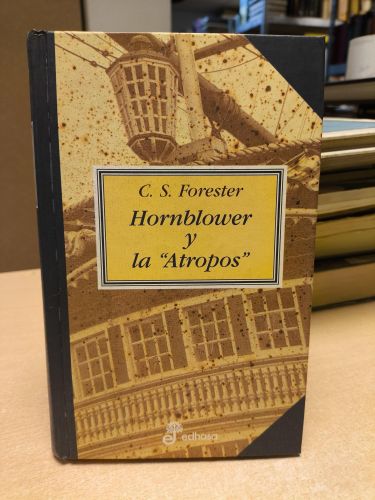 C. S. Forester
Hornblower
y
la “Atropos”
edhasa